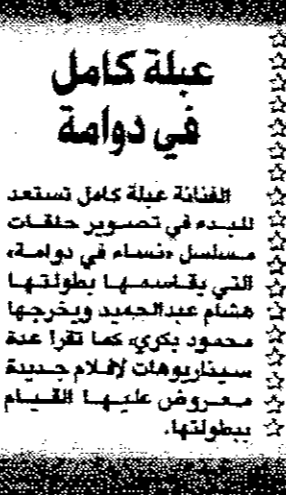 عبلة كامل
في دوامة
الفنانة عبلة كامل تستعد
للبدء في تصوير حلقات
مسلسل «نساء في دوامة»
التي يقاسمها بطولتها
هشام عبدالحميد ويخرجها
محمود بكري، كما تقرأ عدة
سيناريوهات لأفلام جديدة
معروض عليها القيام
ببطولتها.